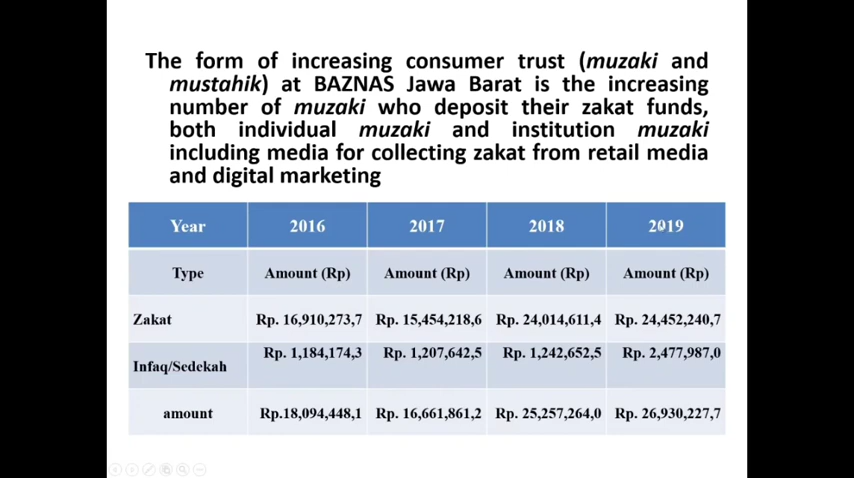 The form of increasing consumer trust (muzaki and
mustahik) at BAZNAS Jawa Barat is the increasing
number of muzaki who deposit their zakat funds,
both individual muzaki and institution muzaki
including media for collecting zakat from retail media
and digital marketing
Year 2016 2017 2018 2019
Type Amount (Rp) Amount (Rp) Amount (Rp) Amount (Rp)
Zakat Rp. 16,910,273,7 Rp. 15,454,218,6 Rp. 24,014,611,4 Rp. 24,452,240,7
Infaq/Sedekah Rp. 1,184,174,3 Rp. 1,207,642,5 Rp. 1,242,652,5 Rp. 2,477,987,0
amount Rp.18,094,448,1 Rp. 16,661,861,2 Rp. 25,257,264,0 Rp. 26,930,227,7